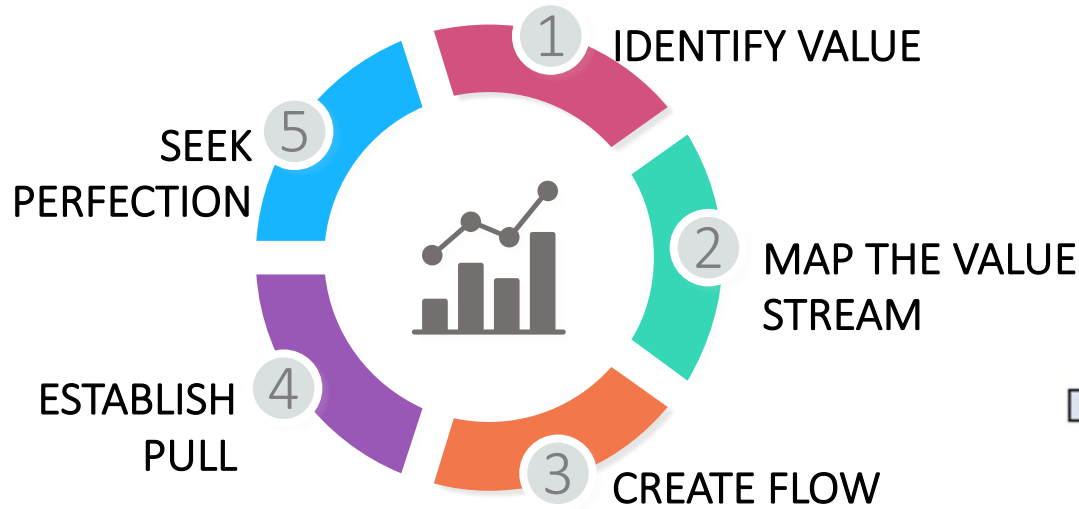 1
IDENTIFY VALUE
2
MAP THE VALUE
STREAM
3
CREATE FLOW
4
ESTABLISH
PULL
5
SEEK
PERFECTION